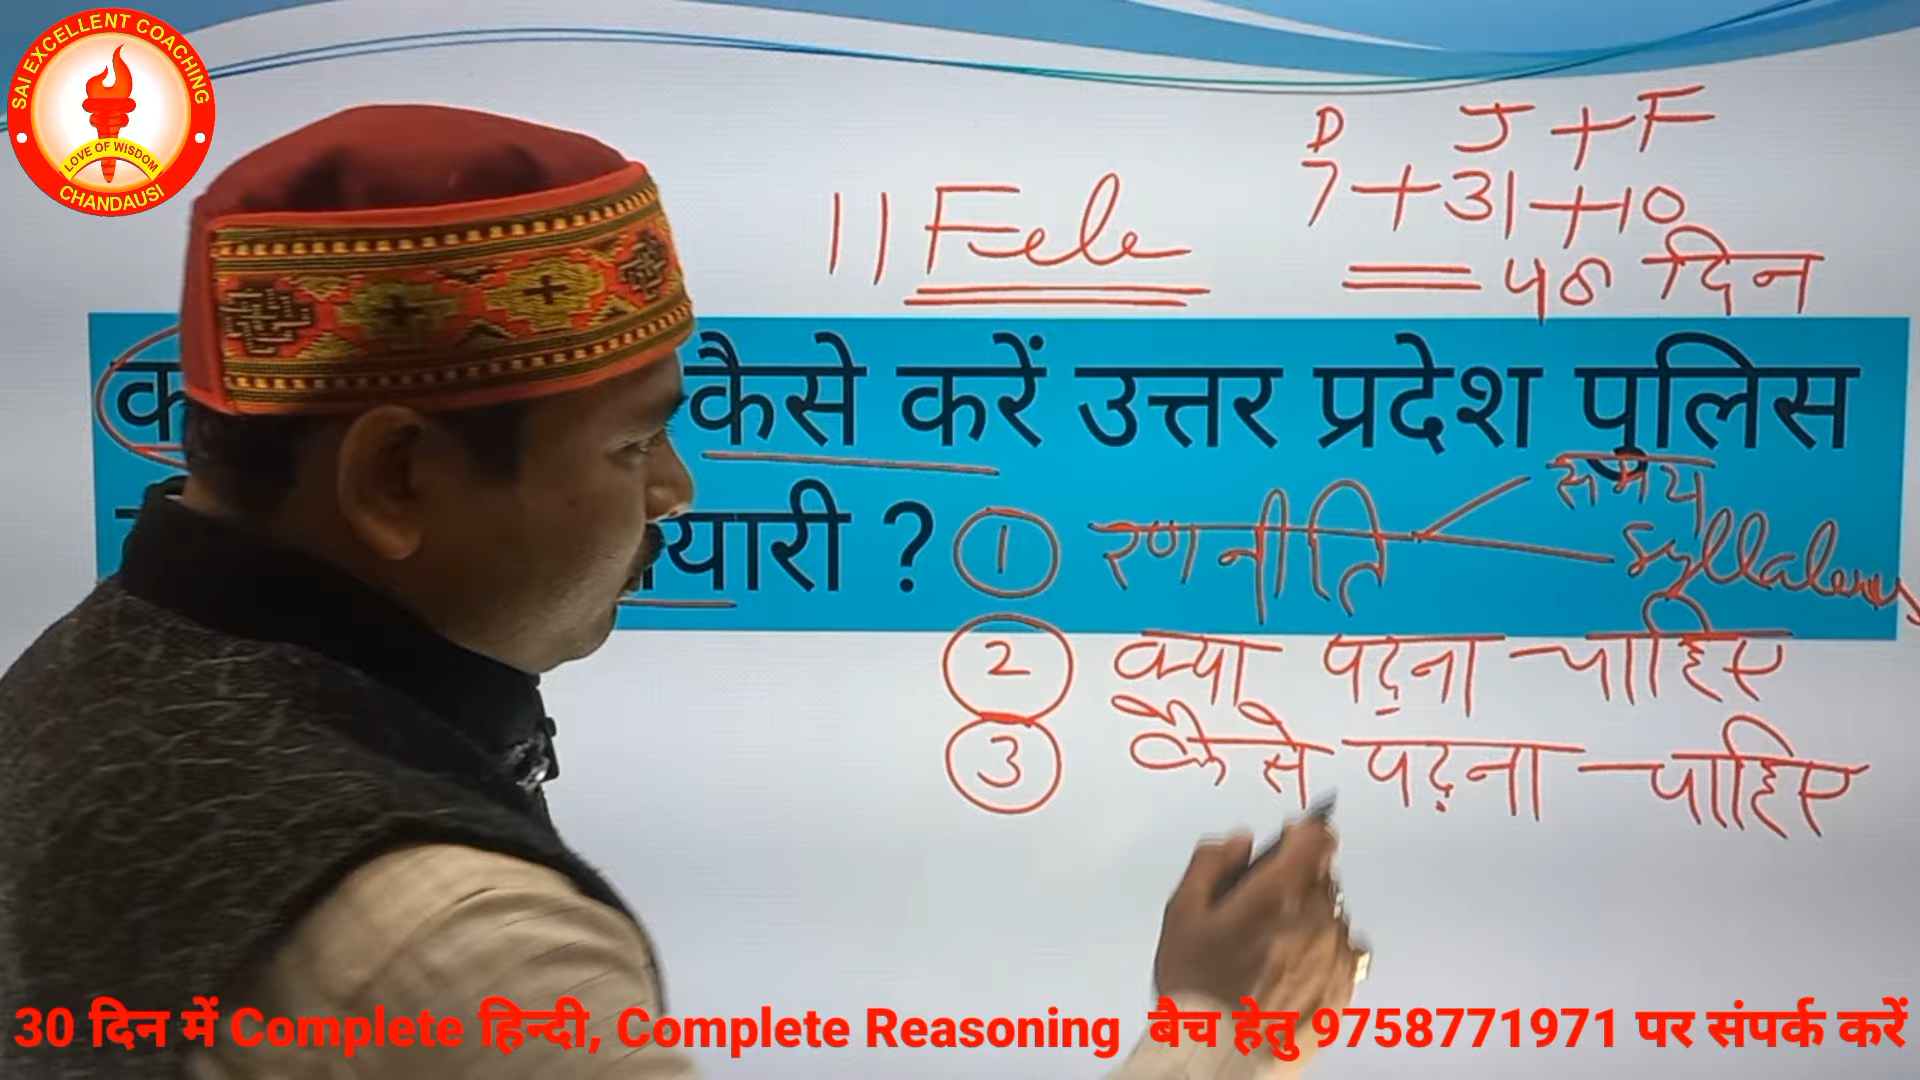 SAI EXCELLENT COACHING
LOVE OF WISDOM
CHANDAUSI
D J + F
7 + 31 + 10
= 48 दिन
11 Feb
कैसे करें उत्तर प्रदेश पुलिस
यारी ?
1 रणनीति
समय
Syllabus
2 क्या पढ़ना चाहिए
3 कैसे पढ़ना चाहिए
30 दिन में Complete हिन्दी, Complete Reasoning बैच हेतु 9758771971 पर संपर्क करें